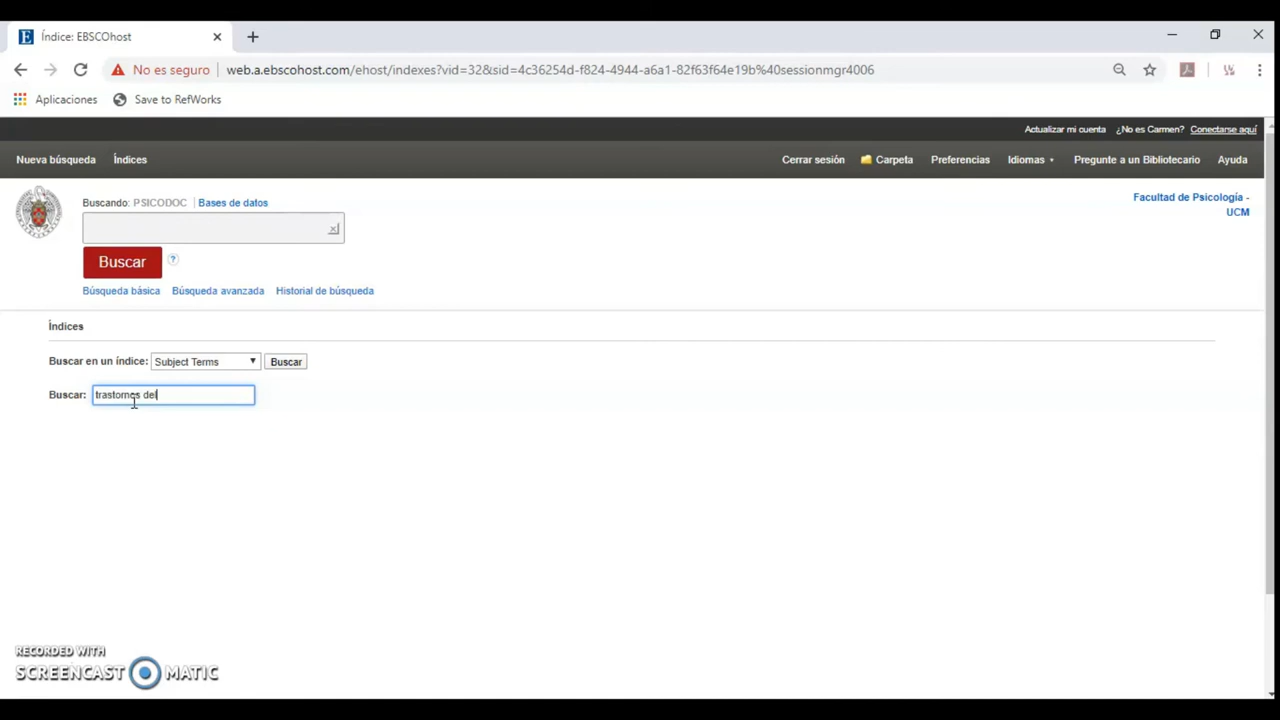 Índice: EBSCOhost
No es seguro web.a.ebscohost.com/ehost/indexes?vid=32&sid=4c36254d-f824-4944-a6a1-82f63f64e19b%40sessionmgr4006
Aplicaciones Save to RefWorks
Actualizar mi cuenta ¿No es Carmen? Conectarse aquí
Nueva búsqueda Índices Cerrar sesión Carpeta Preferencias Idiomas Pregunte a un Bibliotecario Ayuda
Buscando: PSICODOC Bases de datos
Facultad de Psicología -
UCM
Buscar ?
Búsqueda básica Búsqueda avanzada Historial de búsqueda
Índices
Buscar en un índice: Subject Terms Buscar
Buscar: trastornos del
RECORDED WITH
SCREENCAST MATIC